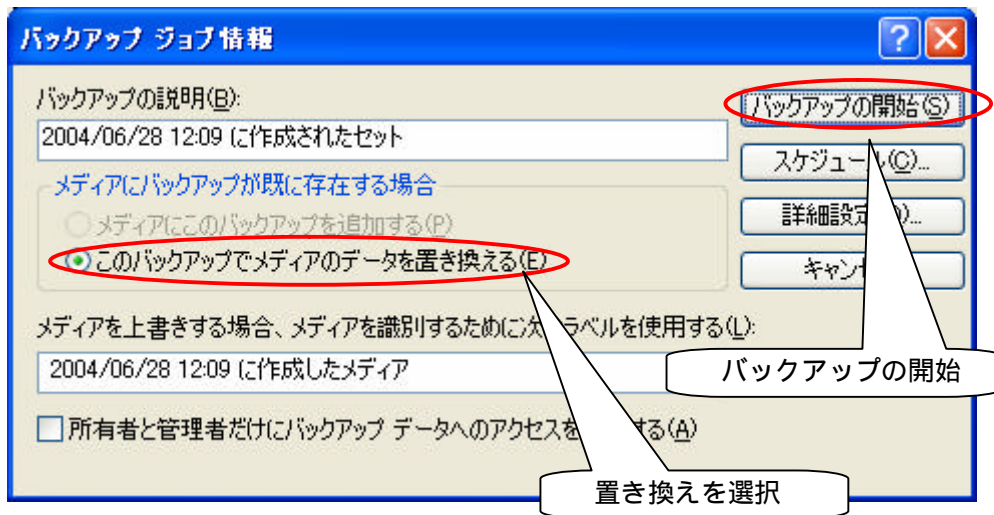 バックアップ ジョブ情報
バックアップの説明(B):
バックアップの開始(S)
2004/06/28 12:09 に作成されたセット
スケジュール(C)...
メディアにバックアップが既に存在する場合
メディアにこのバックアップを追加する(P)
詳細設定
)...
このバックアップでメディアのデータを置き換える(E)
キャンセ
メディアを上書きする場合、メディアを識別するために次
ラベルを使用する(L):
2004/06/28 12:09 に作成したメディア
バックアップの開始
所有者と管理者だけにバックアップ データへのアクセスを
する(A)
置き換えを選択